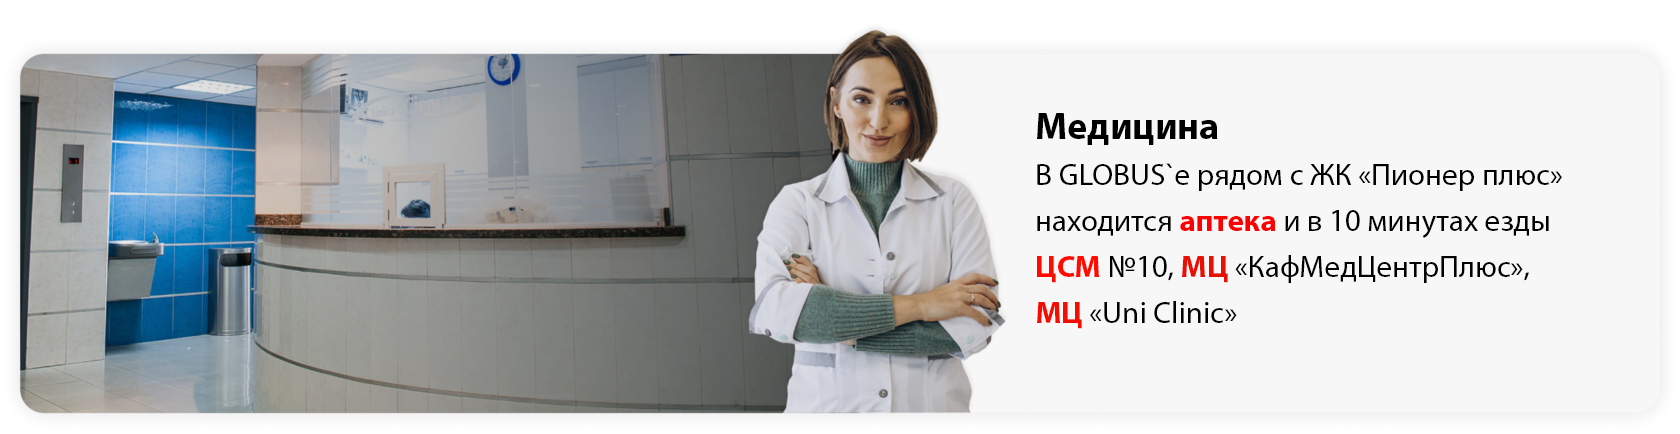 Медицина
В GLOBUS`е рядом с ЖК «Пионер плюс»
находится аптека и в 10 минутах езды
ЦСМ №10, МЦ «КафМедЦентрПлюс»,
МЦ «Uni Clinic»